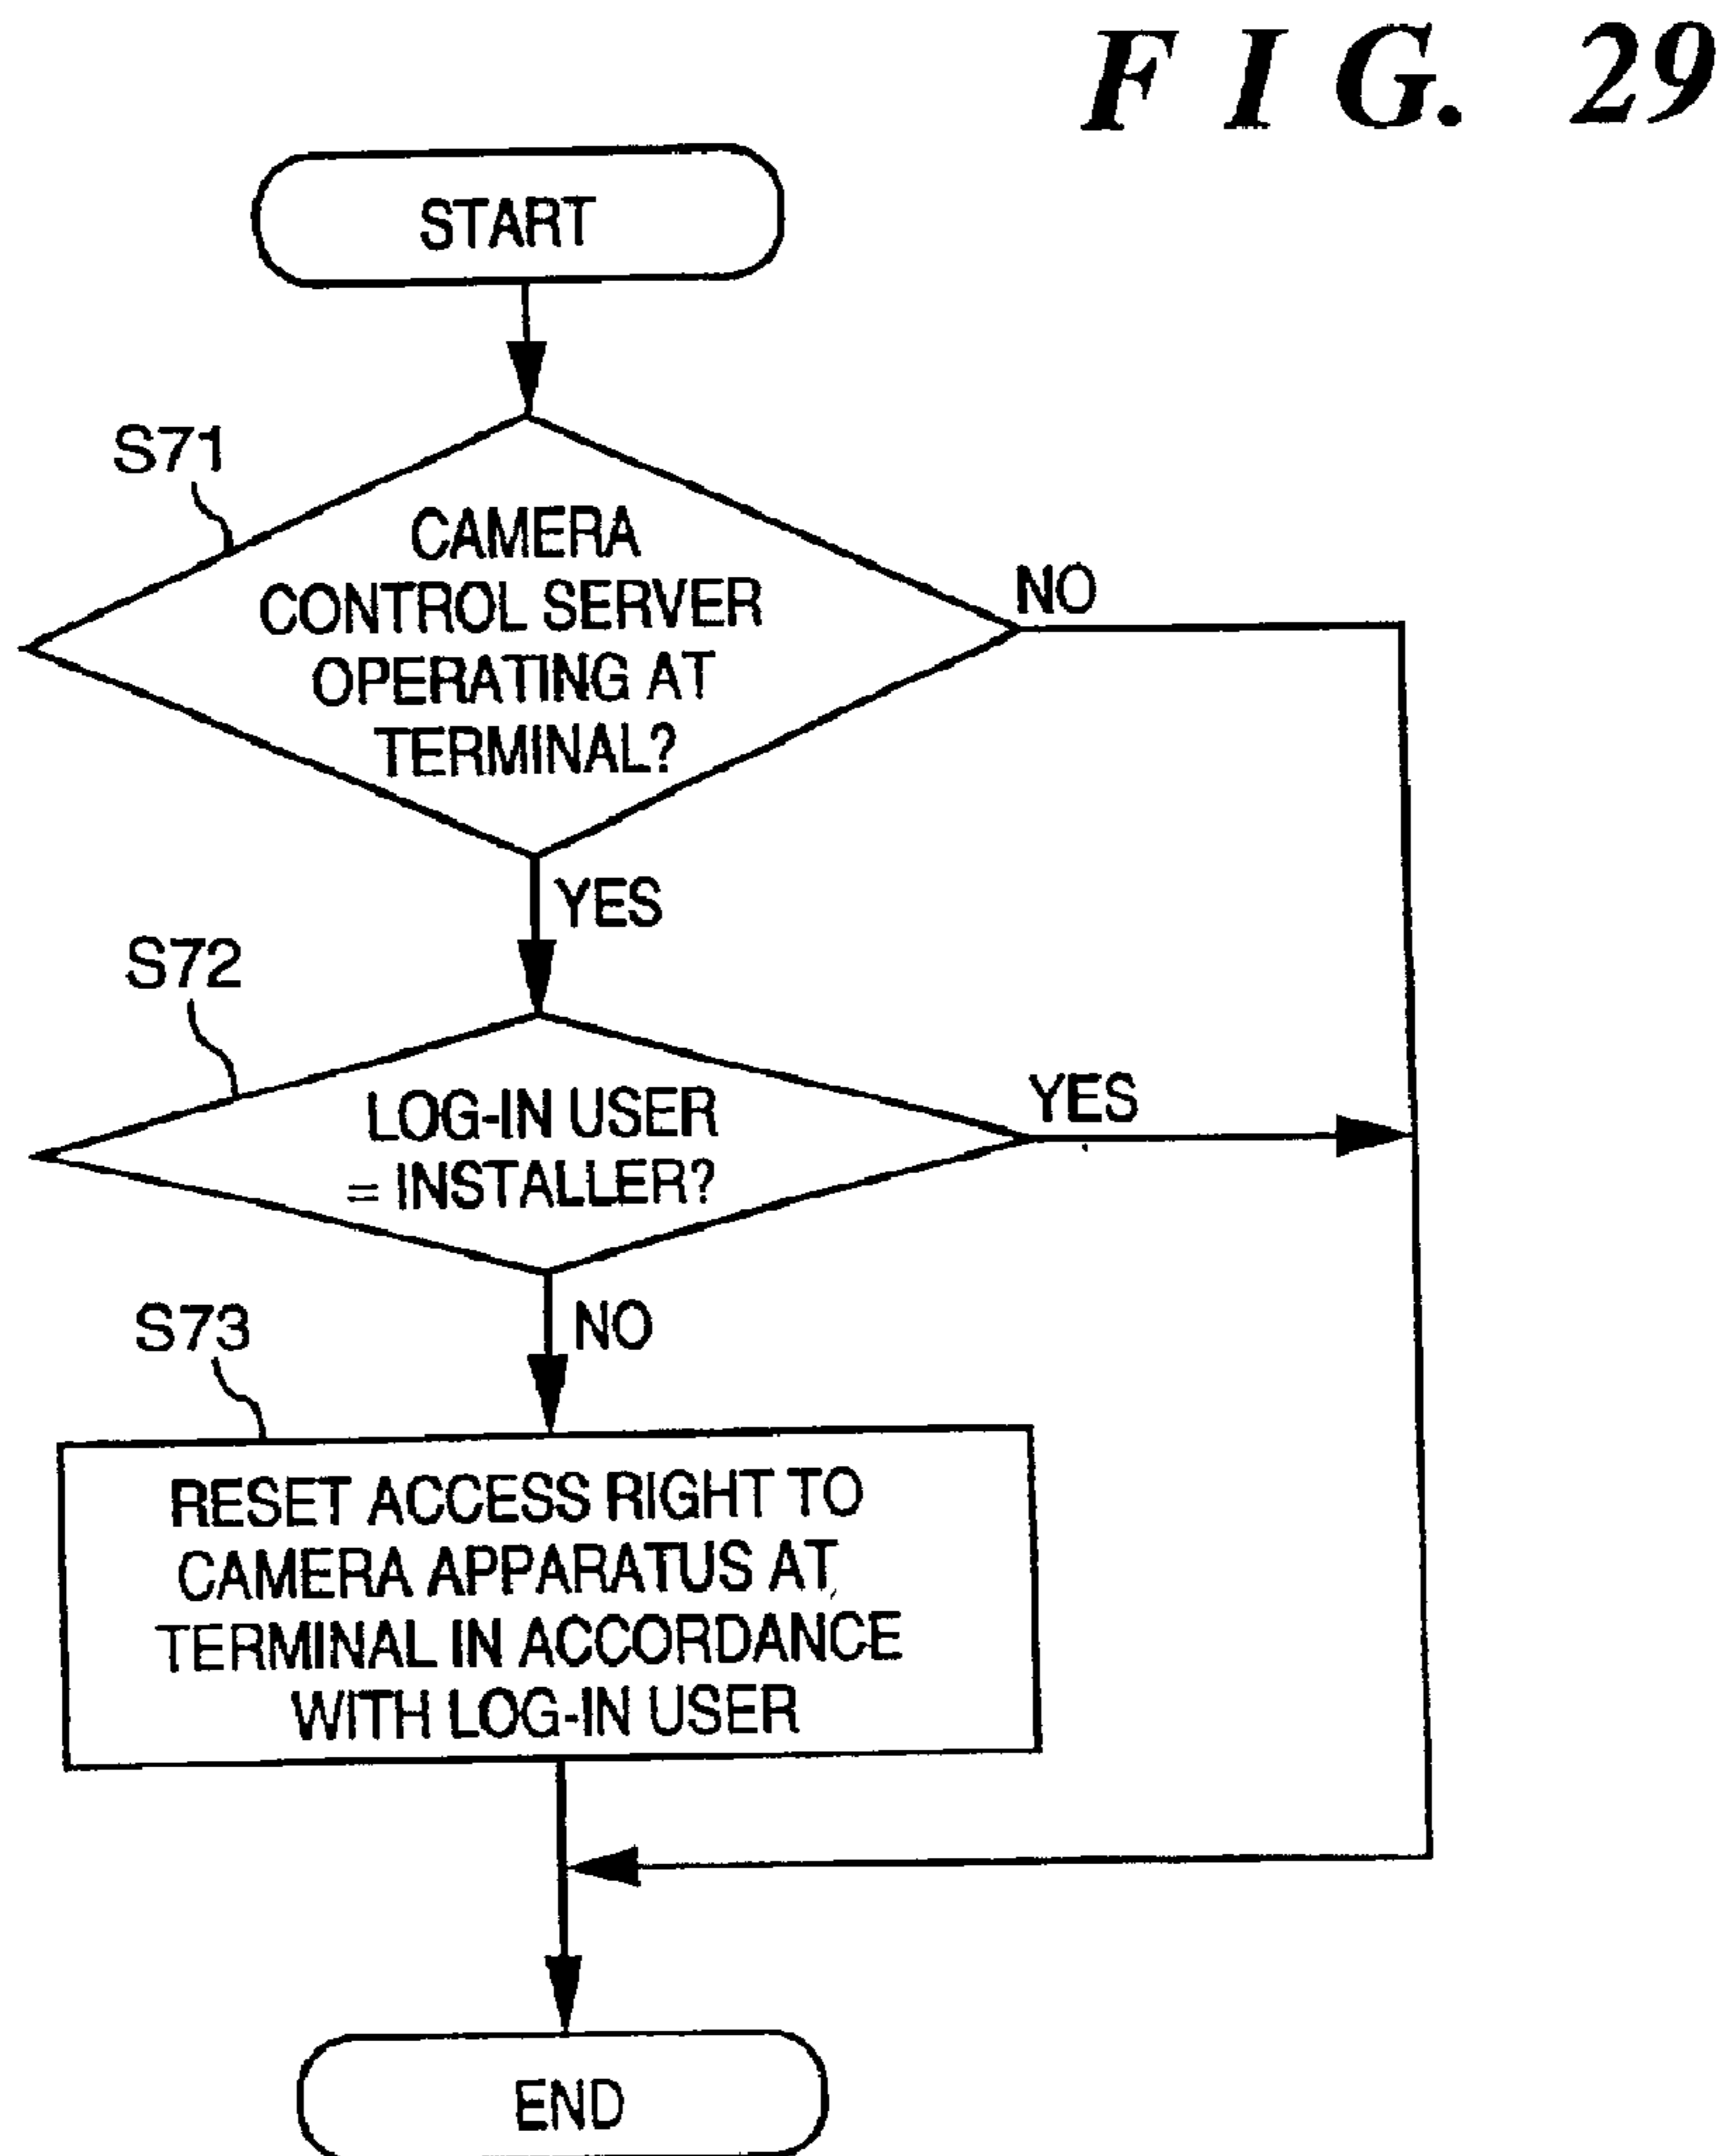 FIG. 29
START
S71
CAMERA
CONTROL SERVER
OPERATING AT
TERMINAL?
NO
YES
S72
LOG-IN USER
= INSTALLER?
YES
NO
S73
RESET ACCESS RIGHT TO
CAMERA APPARATUS AT
TERMINAL IN ACCORDANCE
WITH LOG-IN USER
END